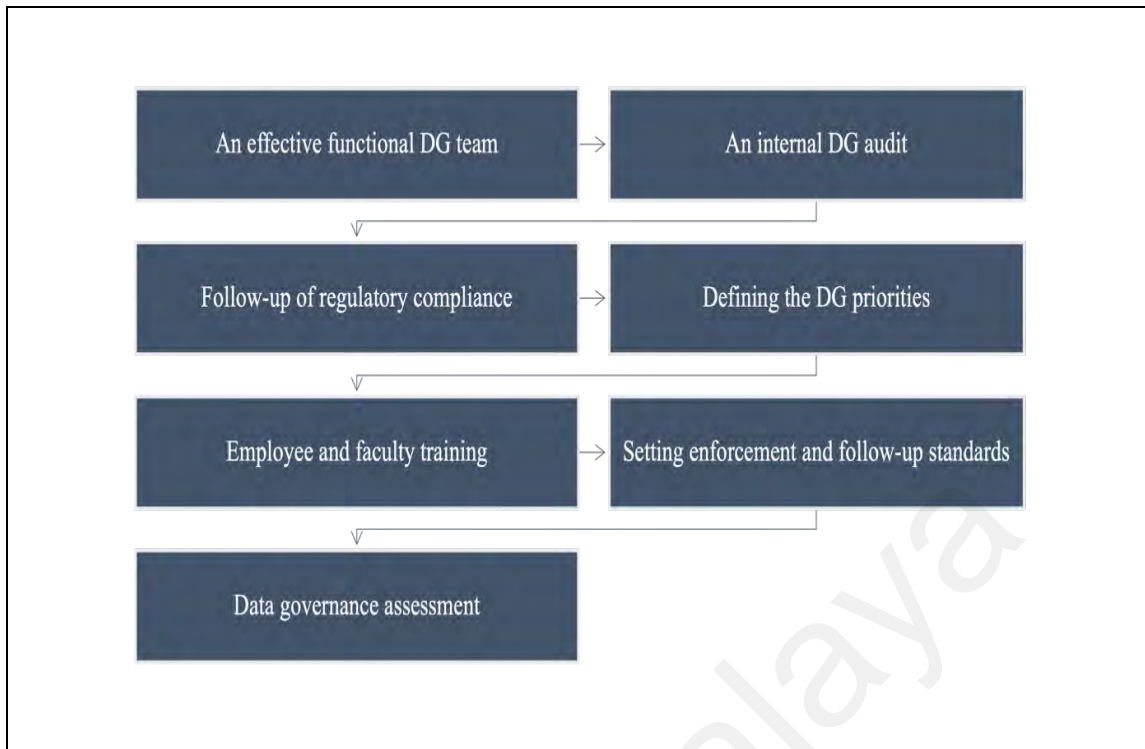 An effective functional DG team
An internal DG audit
Follow-up of regulatory compliance
Defining the DG priorities
Employee and faculty training
Setting enforcement and follow-up standards
Data governance assessment
alaya